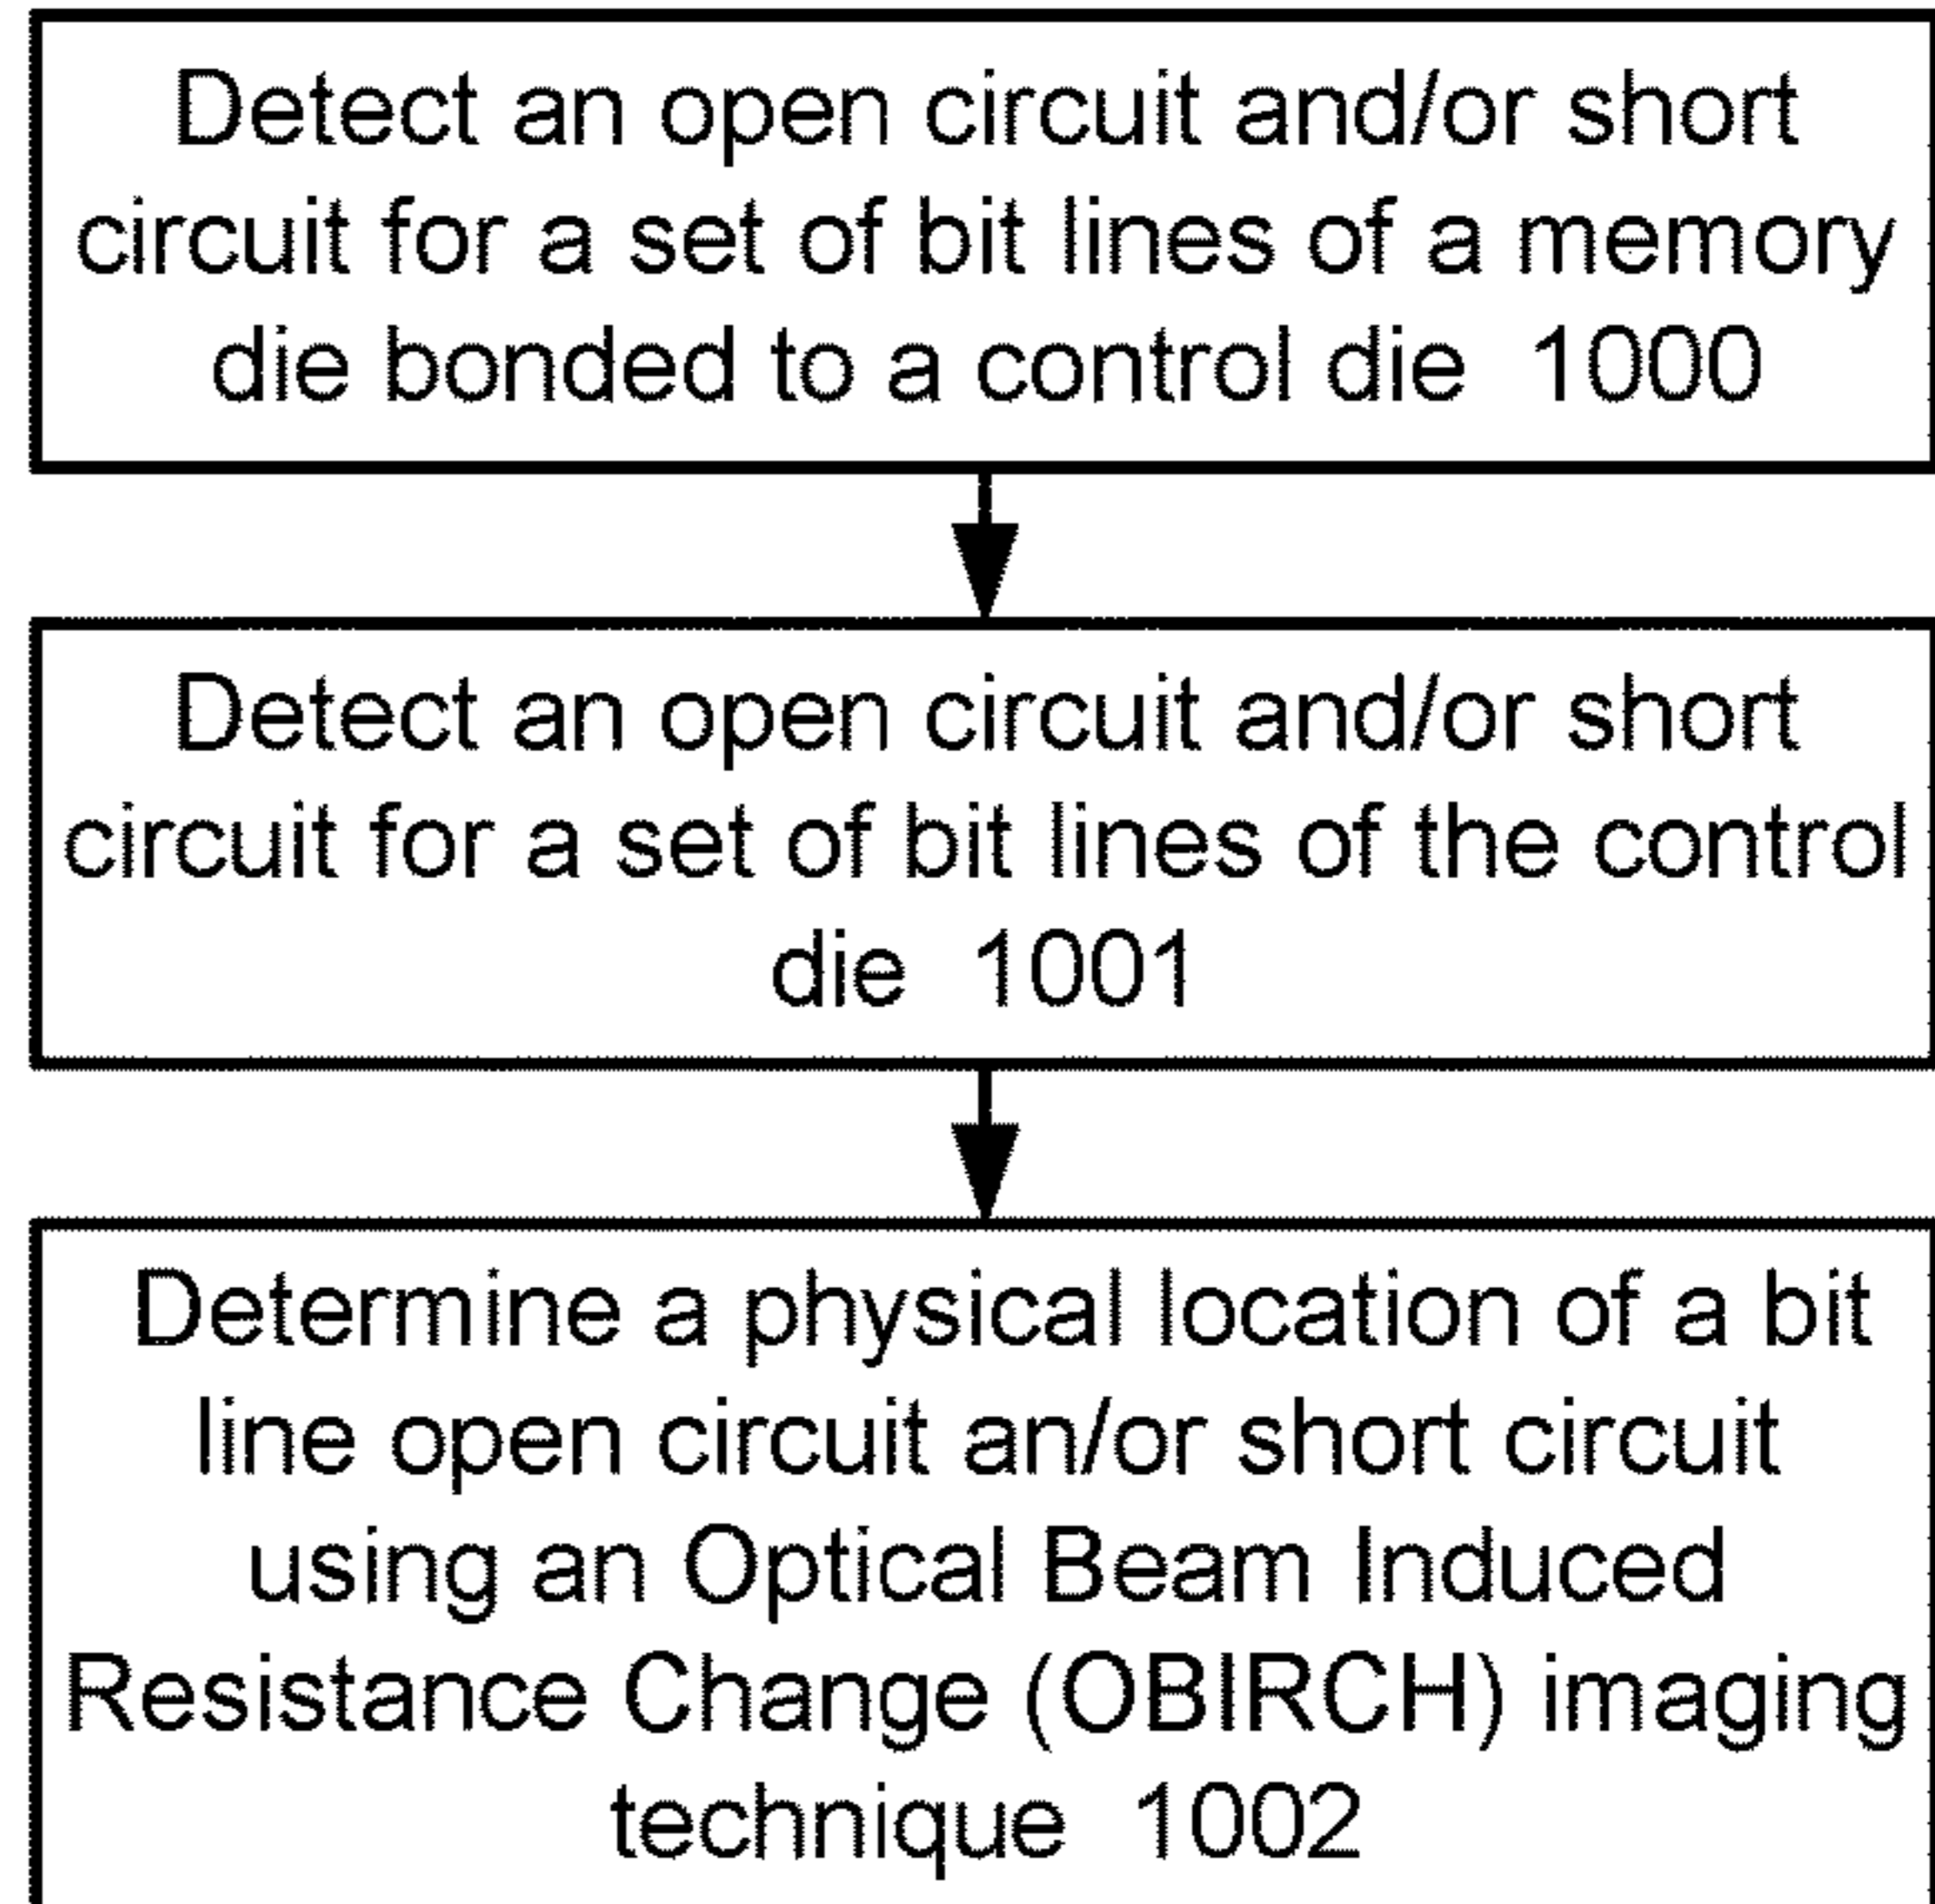 Detect an open circuit and/or short
circuit for a set of bit lines of a memory
die bonded to a control die 1000
Detect an open circuit and/or short
circuit for a set of bit lines of the control
die 1001
Determine a physical location of a bit
line open circuit an/or short circuit
using an Optical Beam Induced
Resistance Change (OBIRCH) imaging
technique 1002